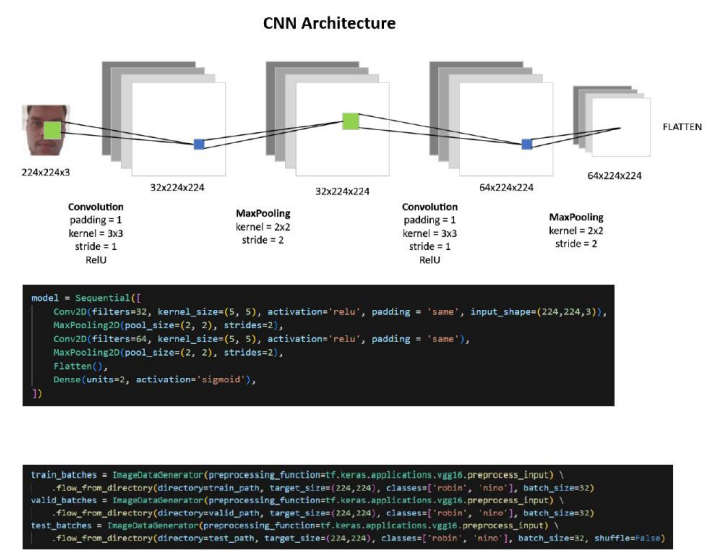 CNN Architecture
FLATTEN
224x224x3
32x224x224
32x224x224
64x224x224
64x224x224
Convolution
padding = 1
kernel = 3x3
stride = 1
RelU
MaxPooling
kernel = 2x2
stride = 2
Convolution
padding = 1
kernel = 3x3
stride = 1
RelU
MaxPooling
kernel = 2x2
stride = 2
model = Sequential([
    Conv2D(filters=32, kernel_size=(5, 5), activation='relu', padding = 'same', input_shape=(224,224,3)),
    MaxPooling2D(pool_size=(2, 2), strides=2),
    Conv2D(filters=64, kernel_size=(5, 5), activation='relu', padding = 'same'),
    MaxPooling2D(pool_size=(2, 2), strides=2),
    Flatten(),
    Dense(units=2, activation='sigmoid'),
])
train_batches = ImageDataGenerator(preprocessing_function=tf.keras.applications.vgg16.preprocess_input) \
    .flow_from_directory(directory=train_path, target_size=(224,224), classes=['robin', 'nino'], batch_size=32)
valid_batches = ImageDataGenerator(preprocessing_function=tf.keras.applications.vgg16.preprocess_input) \
    .flow_from_directory(directory=valid_path, target_size=(224,224), classes=['robin', 'nino'], batch_size=32)
test_batches = ImageDataGenerator(preprocessing_function=tf.keras.applications.vgg16.preprocess_input) \
    .flow_from_directory(directory=test_path, target_size=(224,224), classes=['robin', 'nino'], batch_size=32, shuffle=False)